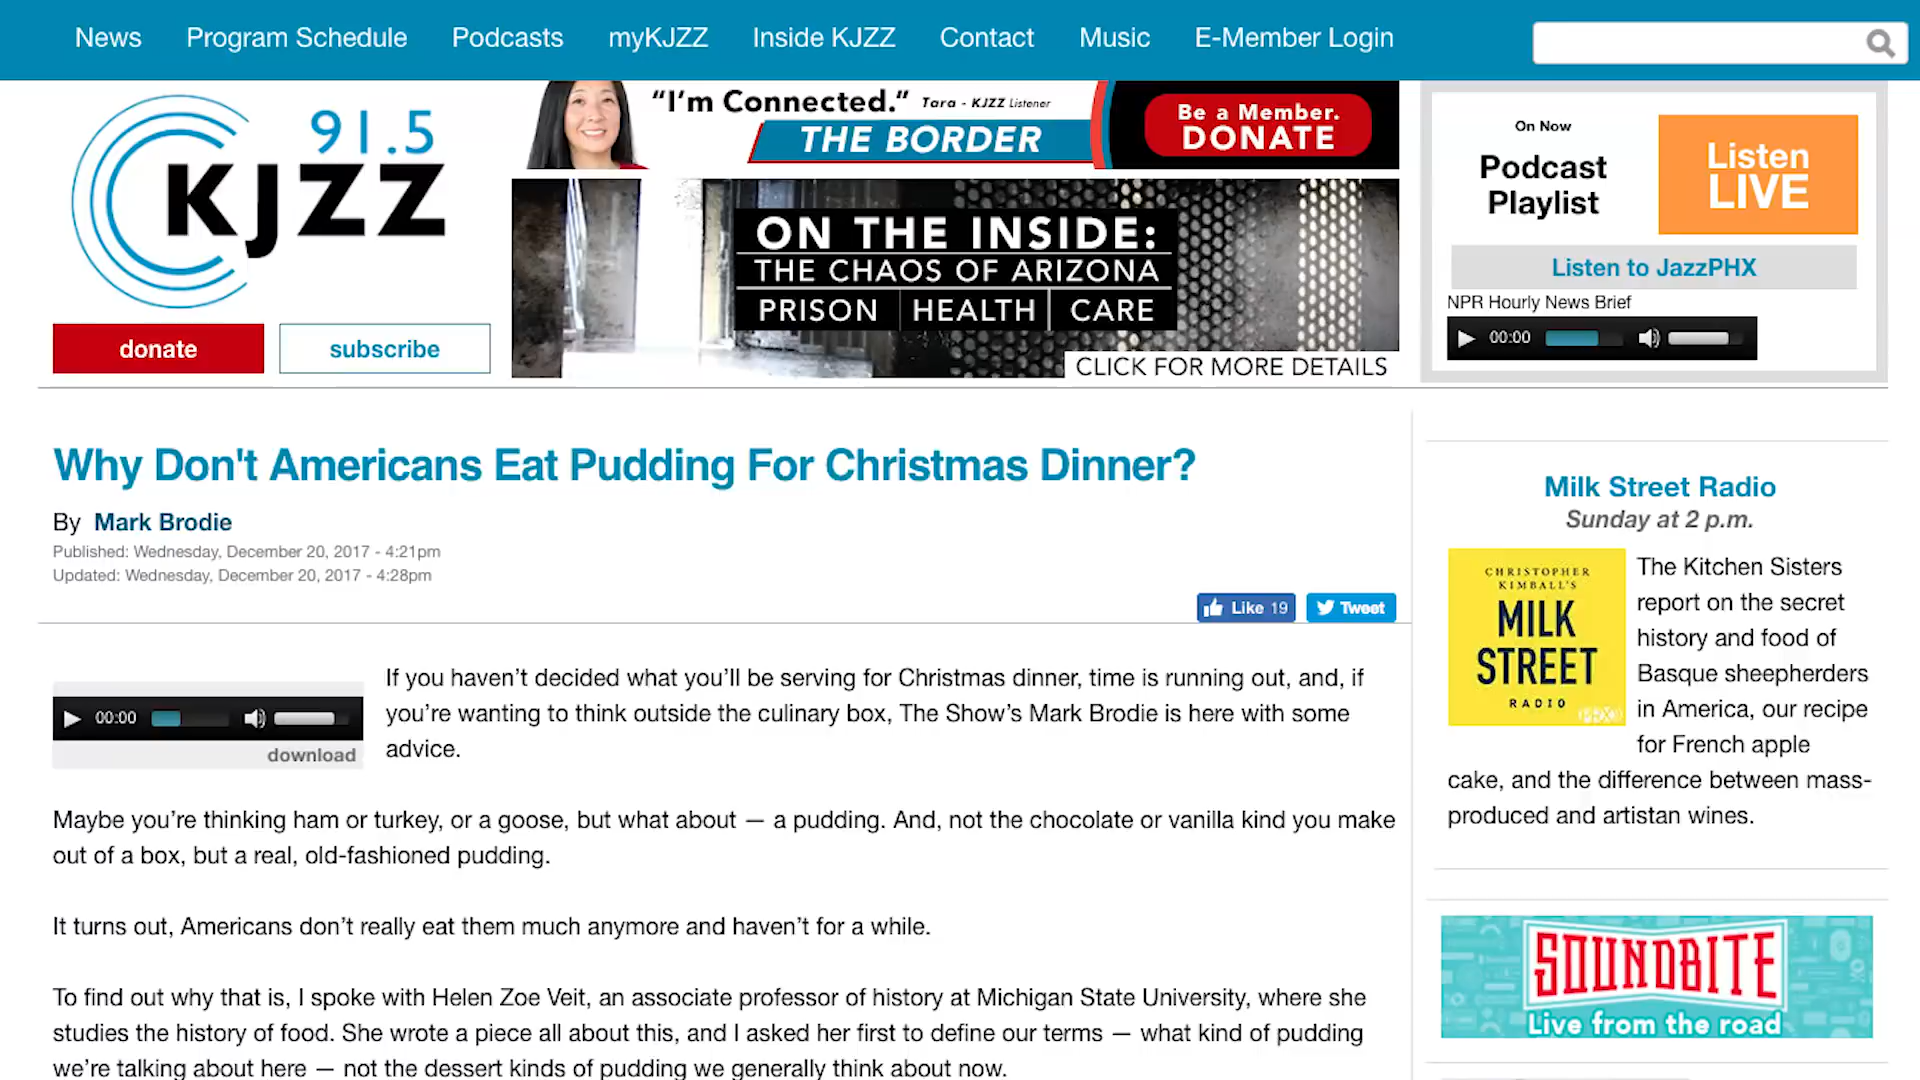 News Program Schedule Podcasts myKJZZ Inside KJZZ Contact Music E-Member Login
91.5
KJZZ
donate
subscribe
“I’m Connected.” Tara - KJZZ Listener
THE BORDER
Be a Member.
DONATE
ON THE INSIDE:
THE CHAOS OF ARIZONA
PRISON HEALTH CARE
CLICK FOR MORE DETAILS
On Now
Podcast
Playlist
Listen
LIVE
Listen to JazzPHX
NPR Hourly News Brief
00:00
Why Don't Americans Eat Pudding For Christmas Dinner?
By Mark Brodie
Published: Wednesday, December 20, 2017 - 4:21pm
Updated: Wednesday, December 20, 2017 - 4:28pm
Like 19
Tweet
00:00
download
If you haven’t decided what you’ll be serving for Christmas dinner, time is running out, and, if
you’re wanting to think outside the culinary box, The Show’s Mark Brodie is here with some
advice.
Maybe you’re thinking ham or turkey, or a goose, but what about — a pudding. And, not the chocolate or vanilla kind you make
out of a box, but a real, old-fashioned pudding.
It turns out, Americans don’t really eat them much anymore and haven’t for a while.
To find out why that is, I spoke with Helen Zoe Veit, an associate professor of history at Michigan State University, where she
studies the history of food. She wrote a piece all about this, and I asked her first to define our terms — what kind of pudding
we’re talking about here — not the dessert kinds of pudding we generally think about now.
Milk Street Radio
Sunday at 2 p.m.
CHRISTOPHER
KIMBALL'S
MILK
STREET
RADIO
PRX
The Kitchen Sisters
report on the secret
history and food of
Basque sheepherders
in America, our recipe
for French apple
cake, and the difference between mass-
produced and artistan wines.
SOUNDBITE
Live from the road